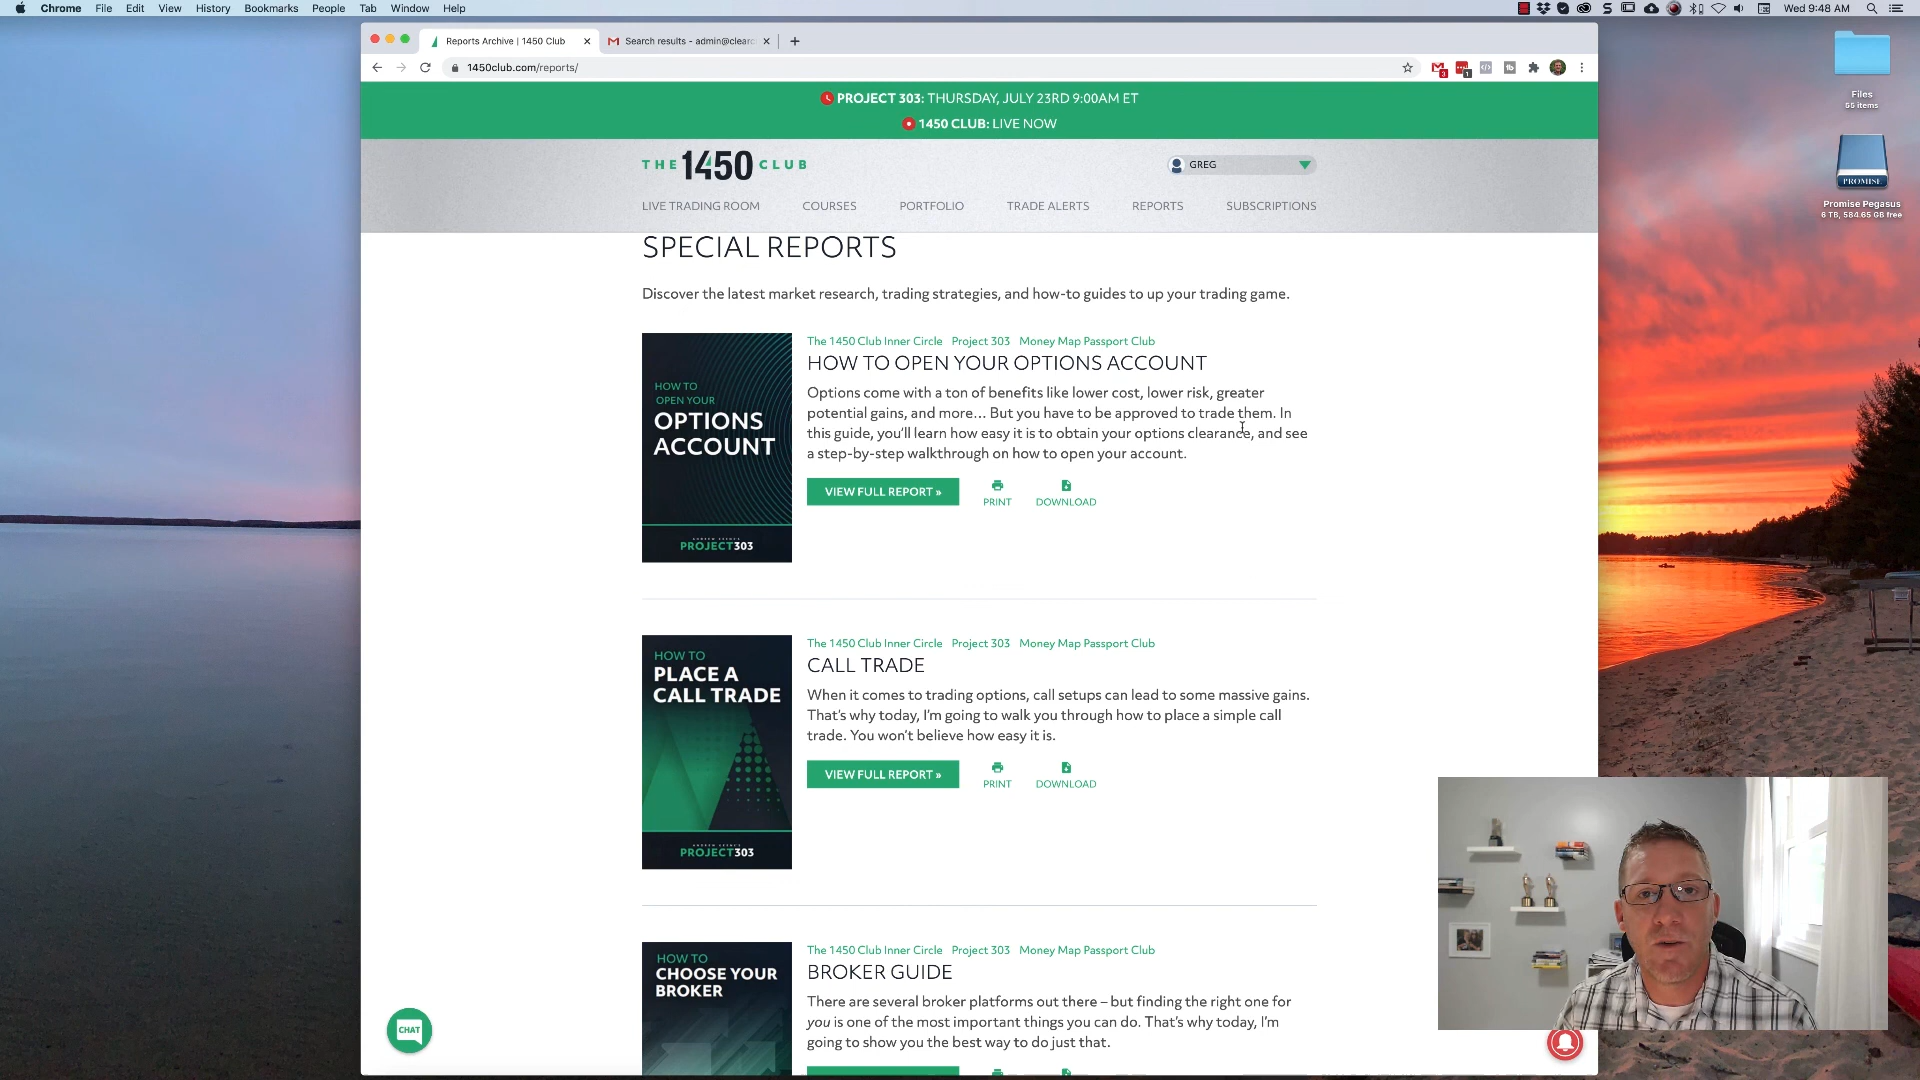 Chrome File Edit View History Bookmarks People Tab Window Help
Wed 9:48 AM
Reports Archive | 1450 Club
Search results - admin@clearc
1450club.com/reports/
PROJECT 303: THURSDAY, JULY 23RD 9:00AM ET
1450 CLUB: LIVE NOW
THE 1450 CLUB
GREG
LIVE TRADING ROOM COURSES PORTFOLIO TRADE ALERTS REPORTS SUBSCRIPTIONS
SPECIAL REPORTS
Discover the latest market research, trading strategies, and how-to guides to up your trading game.
HOW TO
OPEN YOUR
OPTIONS
ACCOUNT
PROJECT303
The 1450 Club Inner Circle Project 303 Money Map Passport Club
HOW TO OPEN YOUR OPTIONS ACCOUNT
Options come with a ton of benefits like lower cost, lower risk, greater
potential gains, and more… But you have to be approved to trade them. In
this guide, you'll learn how easy it is to obtain your options clearance, and see
a step-by-step walkthrough on how to open your account.
VIEW FULL REPORT »
PRINT
DOWNLOAD
HOW TO
PLACE A
CALL TRADE
PROJECT303
The 1450 Club Inner Circle Project 303 Money Map Passport Club
CALL TRADE
When it comes to trading options, call setups can lead to some massive gains.
That's why today, I'm going to walk you through how to place a simple call
trade. You won't believe how easy it is.
VIEW FULL REPORT »
PRINT
DOWNLOAD
HOW TO
CHOOSE YOUR
BROKER
The 1450 Club Inner Circle Project 303 Money Map Passport Club
BROKER GUIDE
There are several broker platforms out there – but finding the right one for
you is one of the most important things you can do. That's why today, I'm
going to show you the best way to do just that.
CHAT
Files
55 items
PROMISE
Promise Pegasus
6 TB, 584.65 GB free